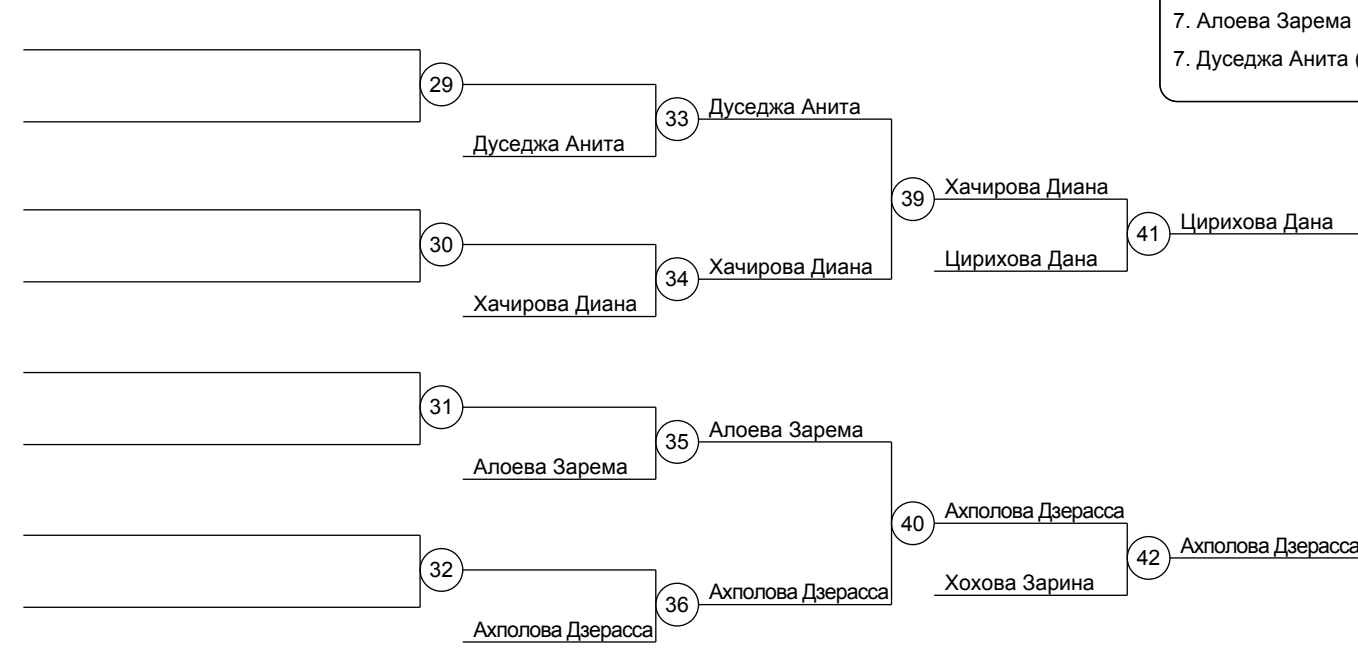 7. Алоева Зарема
7. Дуседжа Анита (
29
33
Дуседжа Анита
Дуседжа Анита
39
Хачирова Диана
41
Цирихова Дана
30
Цирихова Дана
34
Хачирова Диана
Хачирова Диана
31
35
Алоева Зарема
Алоева Зарема
40
Ахполова Дзерасса
42
Ахполова Дзерасса
32
Хохова Зарина
36
Ахполова Дзерасса
Ахполова Дзерасса